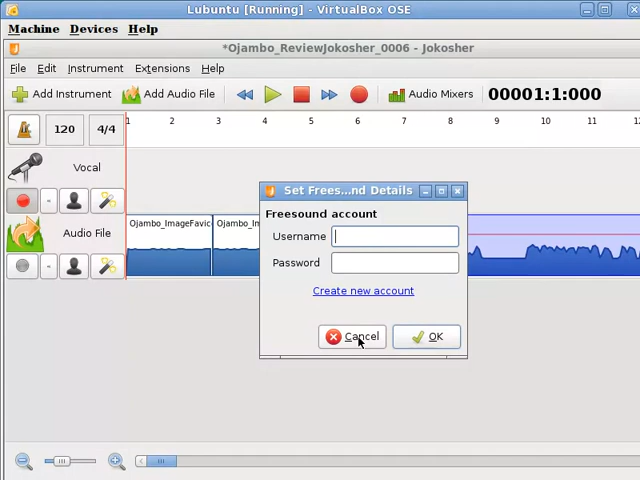 Lubuntu [Running] - VirtualBox OSE
Machine Devices Help
*Ojambo_ReviewJokosher_0006 - Jokosher
File Edit Instrument Extensions Help
Add Instrument Add Audio File Audio Mixers 00001:1:000
120 4/4 1 2 3 4 5 6 7 8 9 10 11 12
Vocal
Set Frees...nd Details
Freesound account
Ojambo_ImageFavic Ojambo_In
Audio File
Username
Password
Create new account
Cancel OK